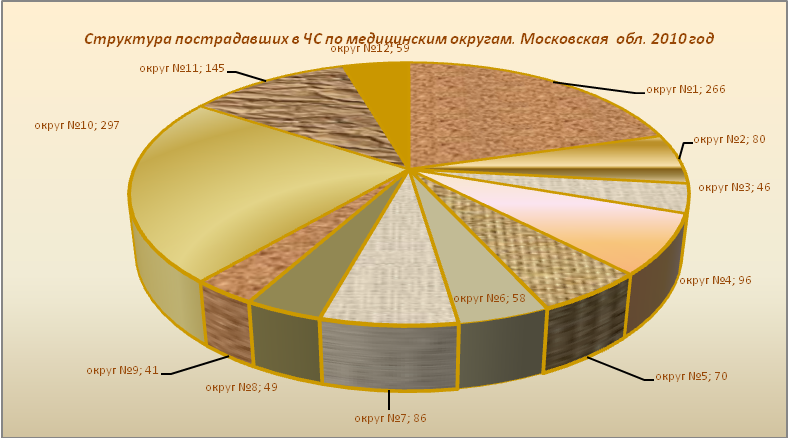 Структура пострадавших в ЧС по медицинским округам. Московская обл. 2010 год
округ №12; 59
округ №11; 145
округ №1; 266
округ №10; 297
округ №2; 80
округ №3; 46
округ №4; 96
округ №6; 58
округ №9; 41
округ №5; 70
округ №8; 49
округ №7; 86